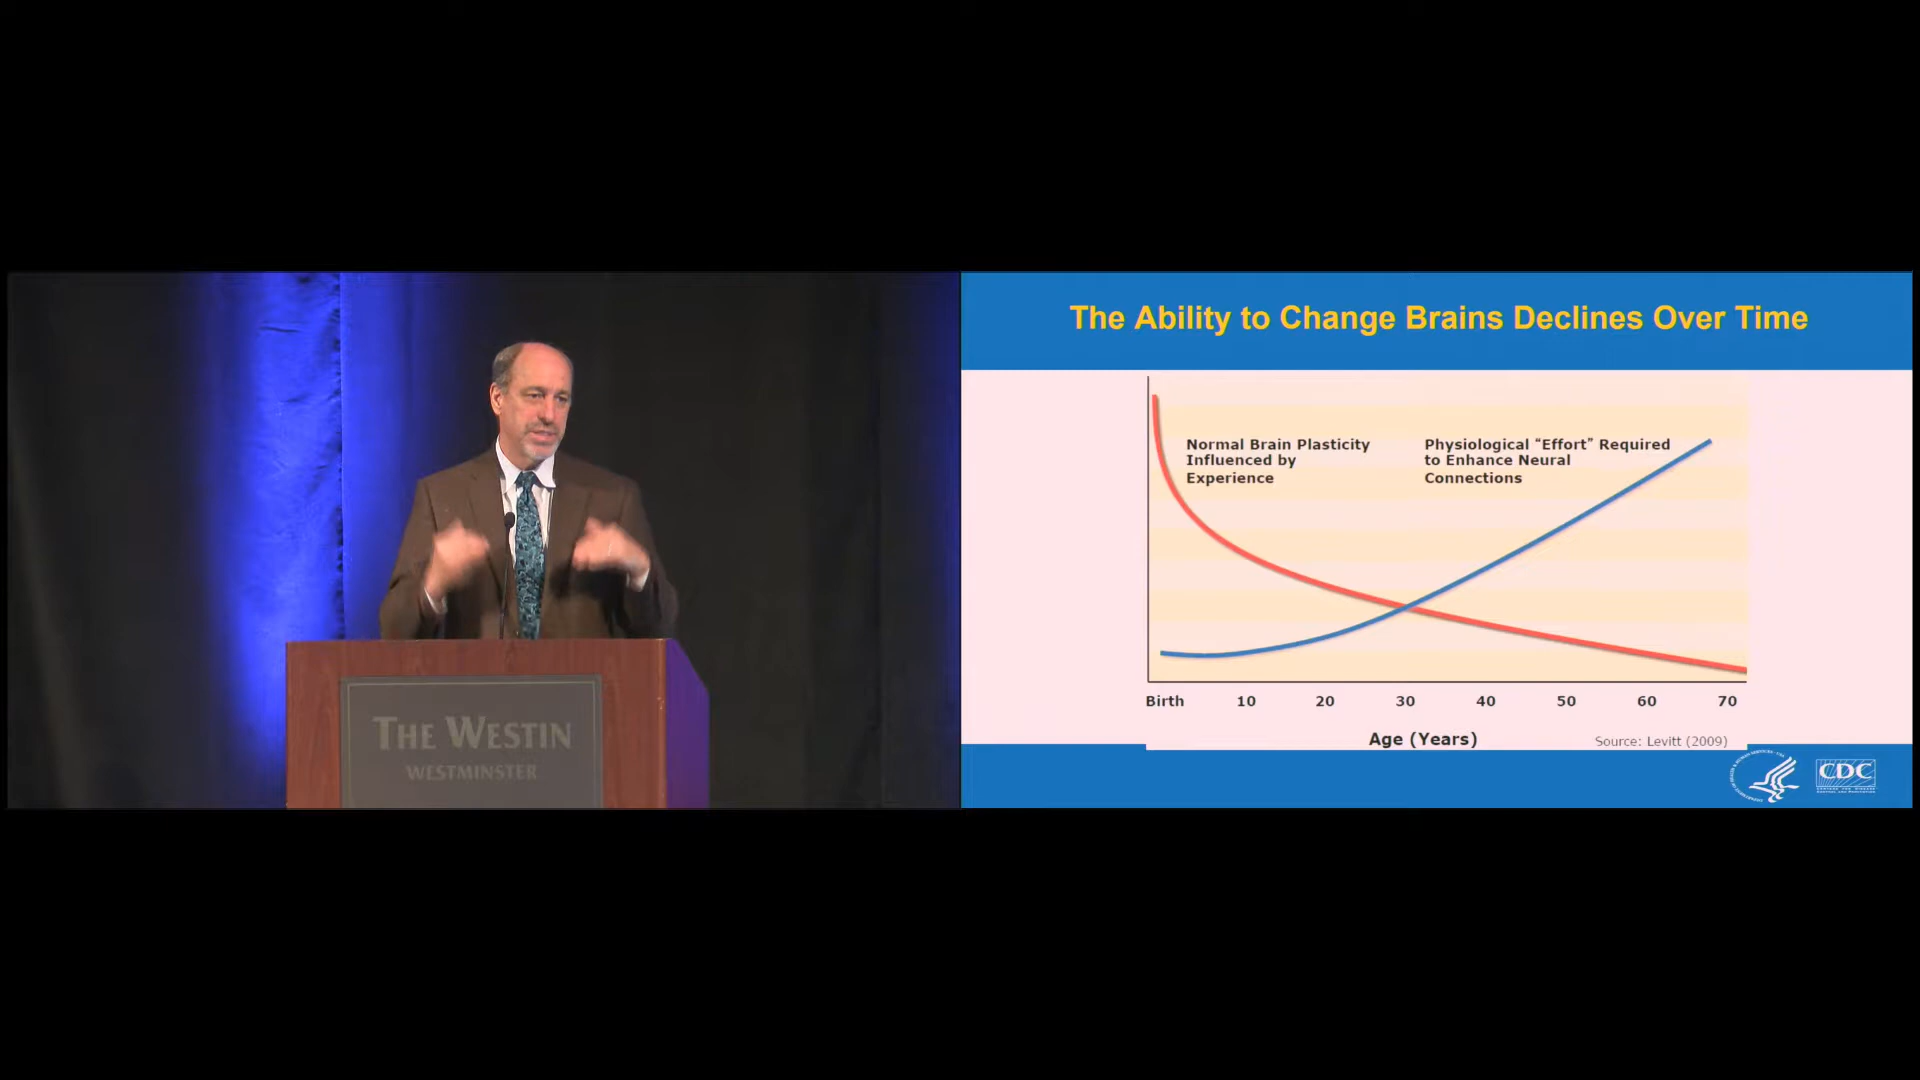 THE WESTIN
WESTMINSTER
The Ability to Change Brains Declines Over Time
Normal Brain Plasticity
Influenced by
Experience
Physiological “Effort” Required
to Enhance Neural
Connections
Birth 10 20 30 40 50 60 70
Age (Years)
Source: Levitt (2009)
CDC